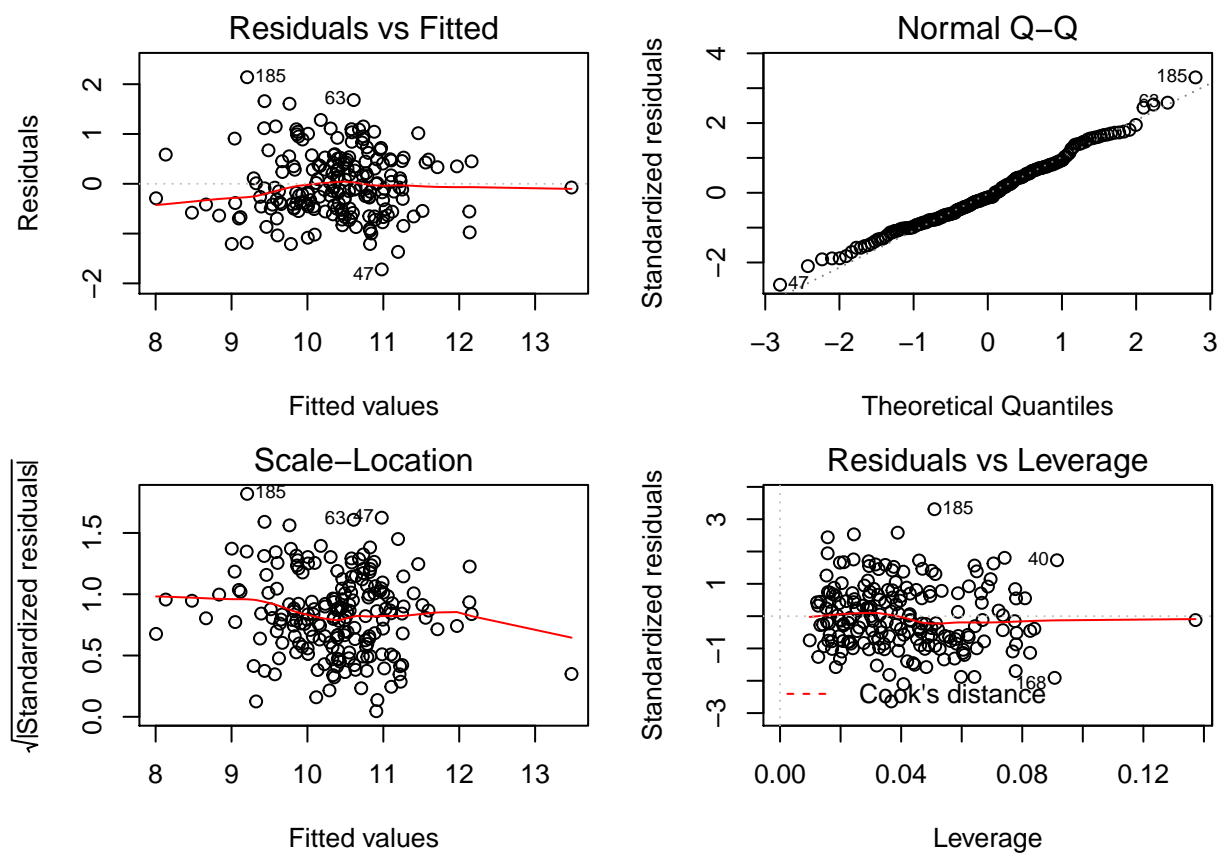 Residuals vs Fitted
Residuals
2
1
0
−2
185
63
47
8 9 10 11 12 13
Fitted values
Normal Q−Q
Standardized residuals
4
2
0
−2
185
63
47
−3 −2 −1 0 1 2 3
Theoretical Quantiles
Scale−Location
√|Standardized residuals|
1.5
1.0
0.5
0.0
185
63
47
8 9 10 11 12 13
Fitted values
Residuals vs Leverage
Standardized residuals
3
1
−1
−3
185
40
168
Cook's distance
0.00 0.04 0.08 0.12
Leverage